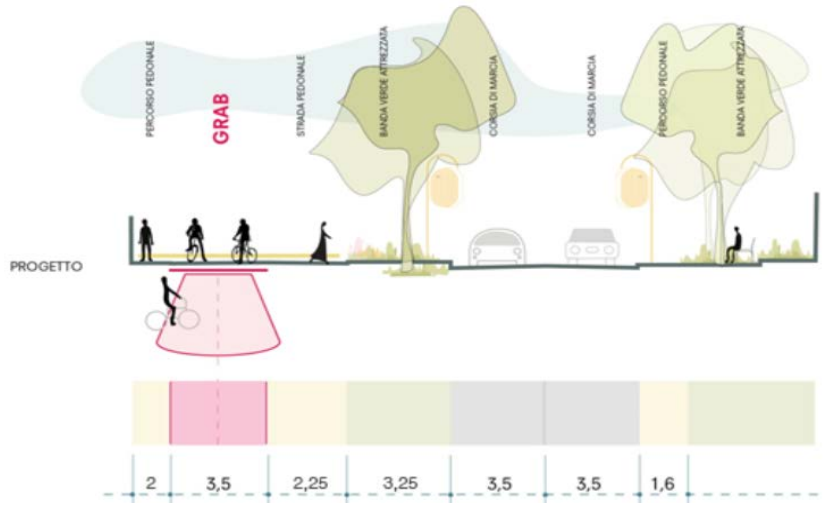 PERCORSO PEDONALE
GRAB
STRADA PEDONALE
BANDA VERDE ATTREZZATA
CORSIA DI MARCIA
CORSIA DI MARCIA
PERCORSO PEDONALE
BANDA VERDE ATTREZZATA
PROGETTO
2
3,5
2,25
3,25
3,5
3,5
1,6